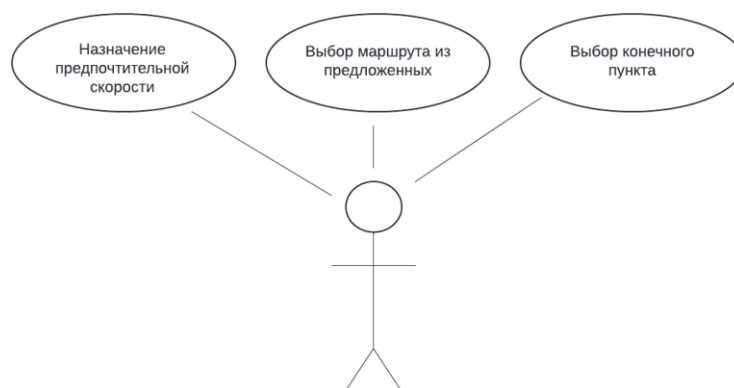 Назначение
предпочтительной
скорости
Выбор маршрута из
предложенных
Выбор конечного
пункта